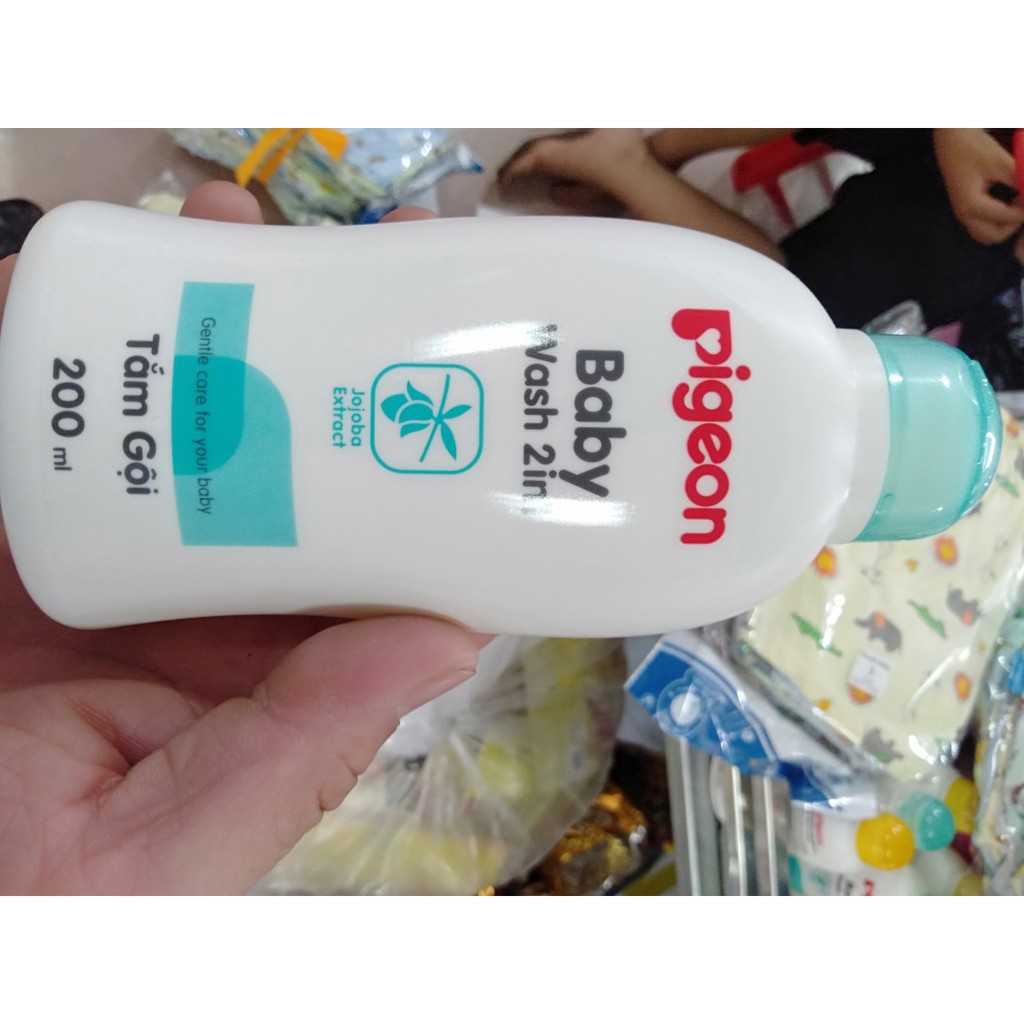 Pigeon
Baby
Wash 2in
Jojoba
Extract
Gentle care for your baby
Tắm Gội
200 ml